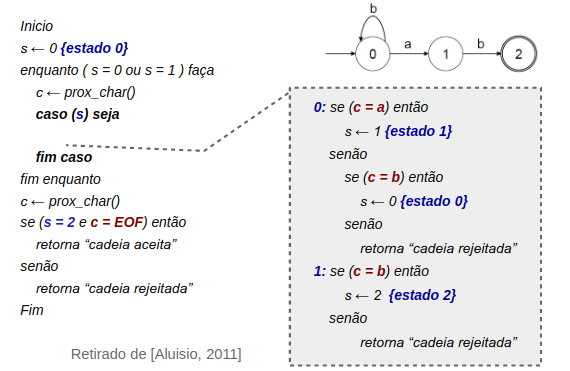 Inicio
s ← 0 {estado 0}
enquanto ( s = 0 ou s = 1 ) faça
c ← prox_char()
caso (s) seja
fim caso
fim enquanto
c ← prox_char()
se (s = 2 e c = EOF) então
retorna “cadeia aceita”
senão
retorna “cadeia rejeitada”
Fim
Retirado de [Aluisio, 2011]
b
0
a
1
b
2
0: se (c = a) então
s ← 1 {estado 1}
senão
se (c = b) então
s ← 0 {estado 0}
senão
retorna “cadeia rejeitada”
1: se (c = b) então
s ← 2 {estado 2}
senão
retorna “cadeia rejeitada”